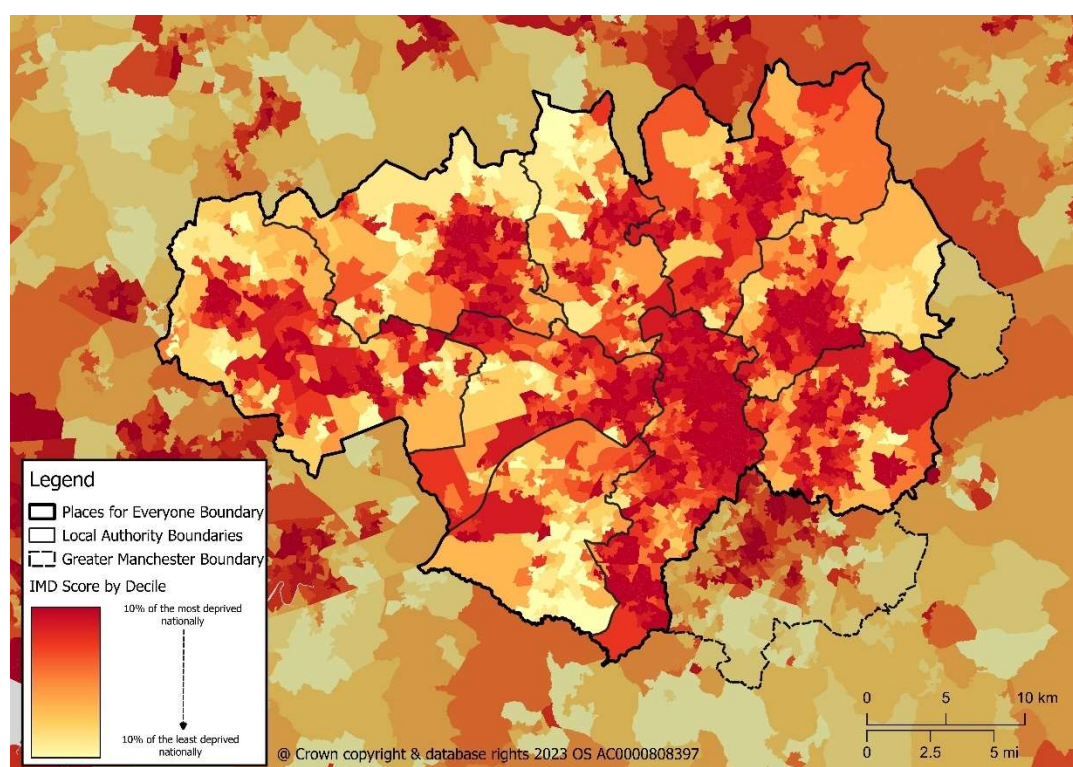 Legend
Places for Everyone Boundary
Local Authority Boundaries
Greater Manchester Boundary
IMD Score by Decile
10% of the most deprived
nationally
10% of the least deprived
nationally
@ Crown copyright & database rights 2023 OS AC0000808397
0 5 10 km
0 2.5 5 mi